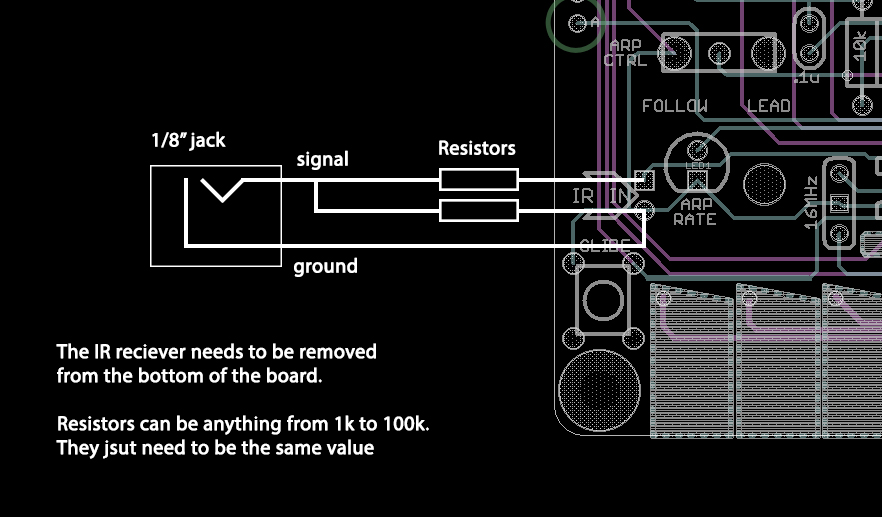 A
ARP
CTRL
10k
.1u
FOLLOW LEAD
1/8" jack
signal
Resistors
LED1
IR IN
ARP
RATE
16MHz
GLIDE
ground
The IR reciever needs to be removed
from the bottom of the board.
Resistors can be anything from 1k to 100k.
They jsut need to be the same value